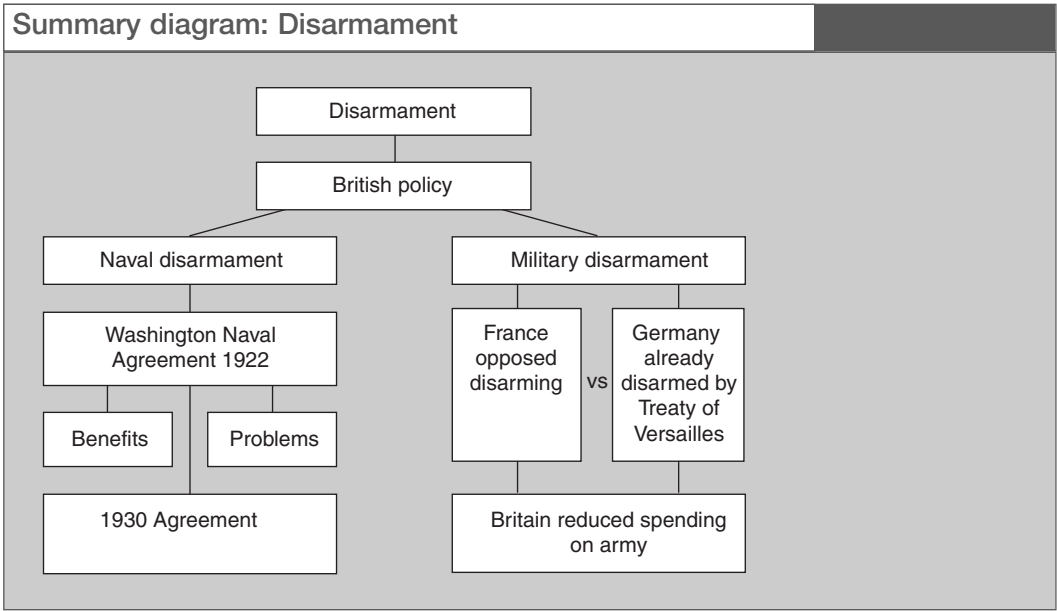 Summary diagram: Disarmament
Disarmament
British policy
Naval disarmament
Military disarmament
Washington Naval
Agreement 1922
Benefits
Problems
1930 Agreement
France
opposed
disarming
vs
Germany
already
disarmed by
Treaty of
Versailles
Britain reduced spending
on army